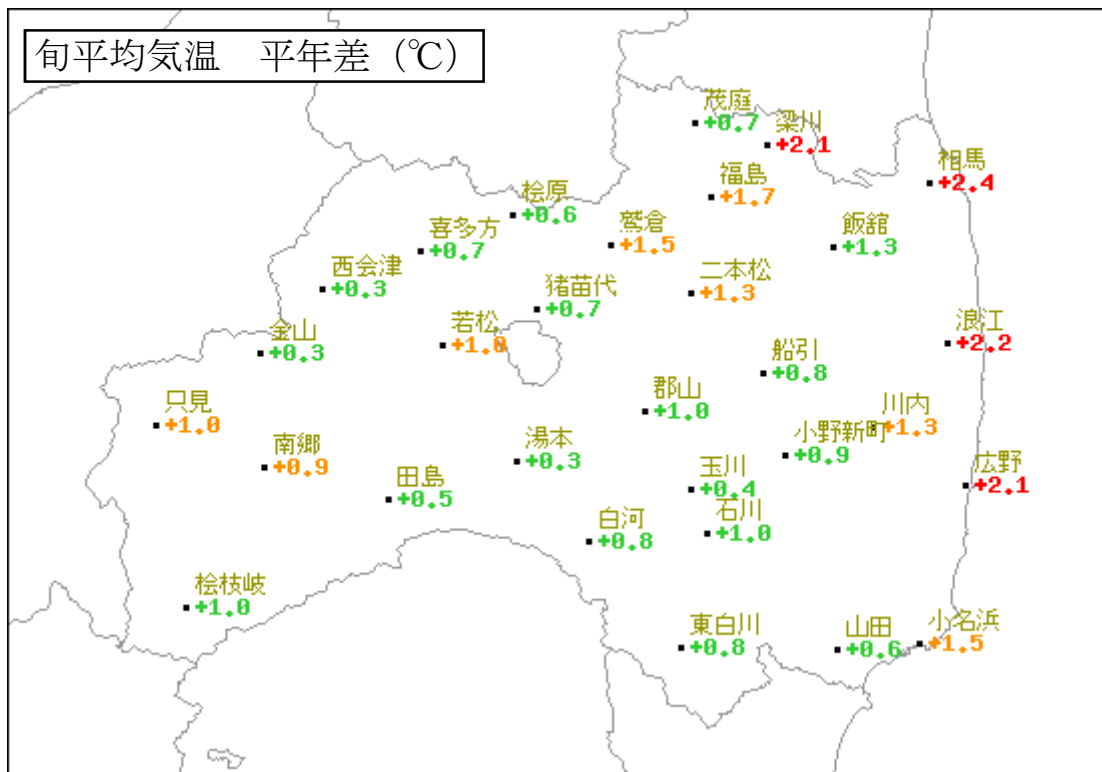 旬平均気温　平年差（℃）
茂庭
+0.7
梁川
+2.1
相馬
+2.4
福島
+1.7
桧原
+0.6
鷲倉
+1.5
飯舘
+1.3
喜多方
+0.7
西会津
+0.3
猪苗代
+0.7
二本松
+1.3
金山
+0.3
若松
+1.0
浪江
+2.2
船引
+0.8
只見
+1.0
郡山
+1.0
川内
+1.3
南郷
+0.9
湯本
+0.3
小野新町
+0.9
田島
+0.5
玉川
+0.4
広野
+2.1
白河
+0.8
石川
+1.0
桧枝岐
+1.0
東白川
+0.8
山田
+0.6
小名浜
+1.5